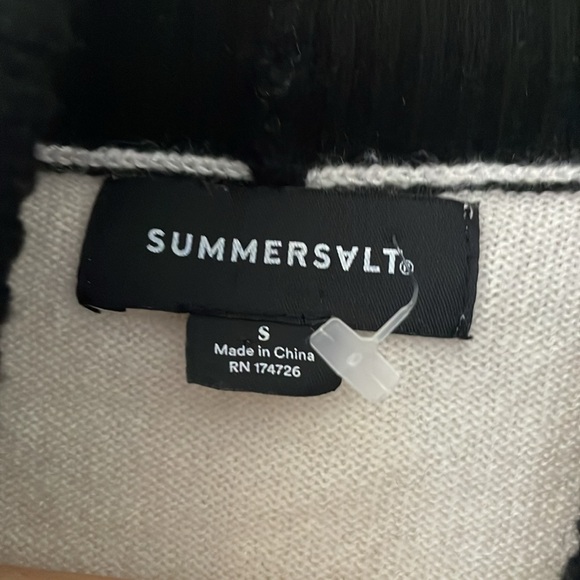 SUMMERSALT®
S
Made in China
RN 174726